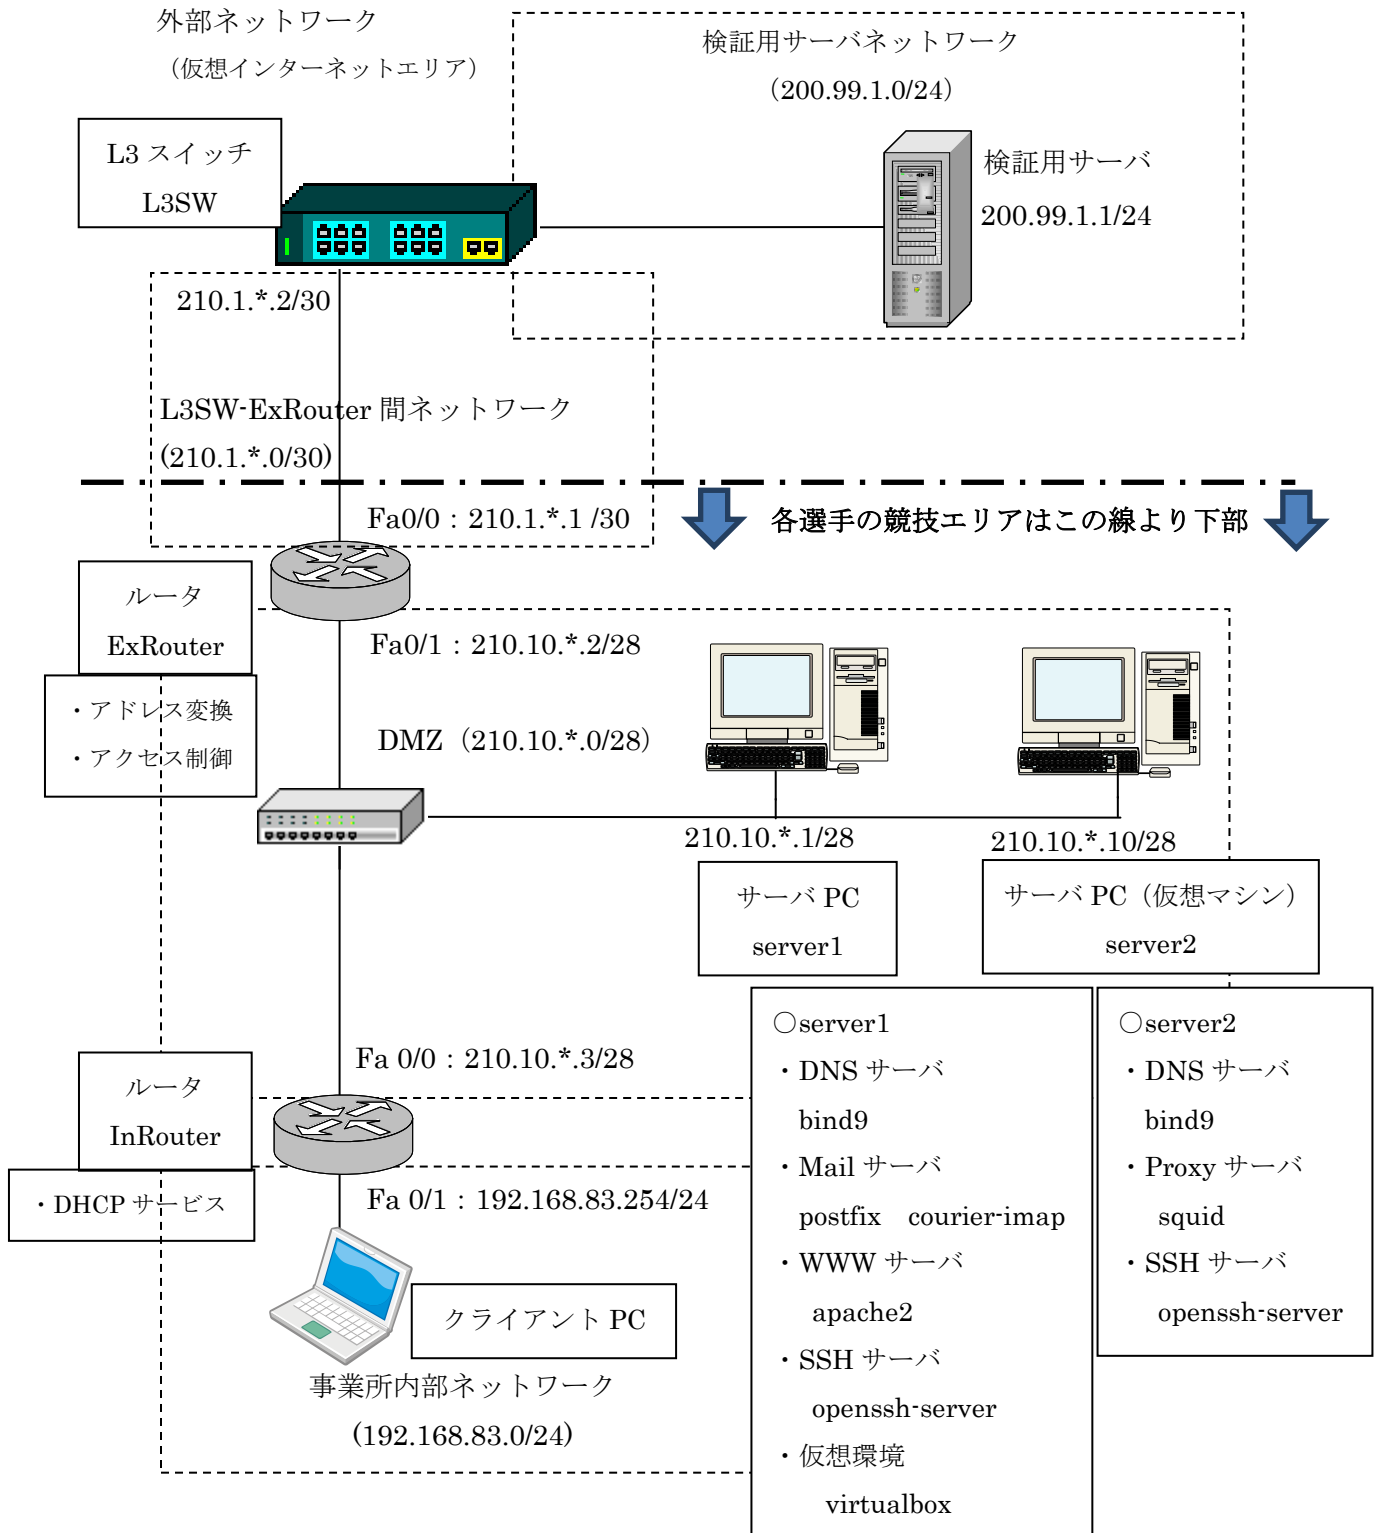 外部ネットワーク
（仮想インターネットエリア）
検証用サーバネットワーク
（200.99.1.0/24）
L3 スイッチ
L3SW
検証用サーバ
200.99.1.1/24
210.1.*.2/30
L3SW-ExRouter 間ネットワーク
(210.1.*.0/30)
Fa0/0：210.1.*.1 /30
各選手の競技エリアはこの線より下部
ルータ
ExRouter
・アドレス変換
・アクセス制御
Fa0/1：210.10.*.2/28
DMZ（210.10.*.0/28）
210.10.*.1/28
210.10.*.10/28
サーバ PC
server1
サーバ PC（仮想マシン）
server2
○server1
・DNS サーバ
bind9
・Mail サーバ
postfix　courier-imap
・WWW サーバ
apache2
・SSH サーバ
openssh-server
・仮想環境
virtualbox
○server2
・DNS サーバ
bind9
・Proxy サーバ
squid
・SSH サーバ
openssh-server
Fa 0/0：210.10.*.3/28
ルータ
InRouter
・DHCP サービス
Fa 0/1：192.168.83.254/24
クライアント PC
事業所内部ネットワーク
(192.168.83.0/24)